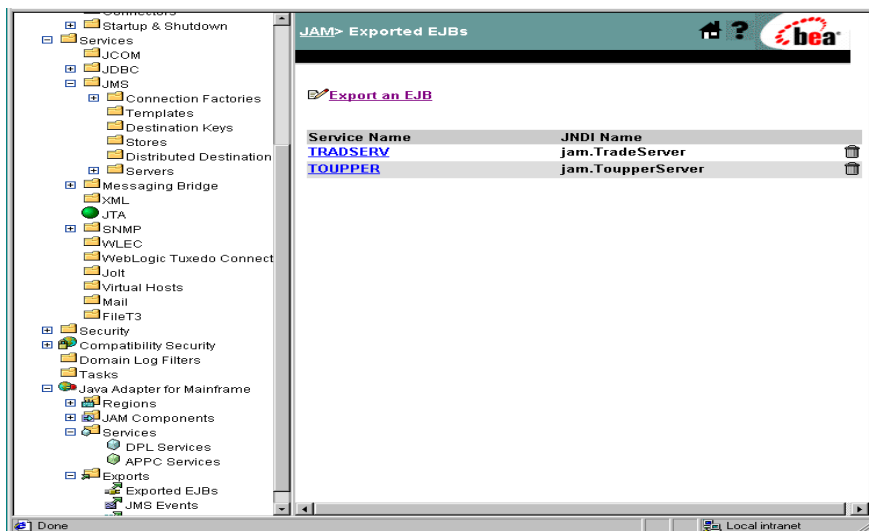 Connectors
Startup & Shutdown
Services
JCOM
JDBC
JMS
Connection Factories
Templates
Destination Keys
Stores
Distributed Destination
Servers
Messaging Bridge
XML
JTA
SNMP
WLEC
WebLogic Tuxedo Connect
Jolt
Virtual Hosts
Mail
FileT3
Security
Compatibility Security
Domain Log Filters
Tasks
Java Adapter for Mainframe
Regions
JAM Components
Services
DPL Services
APPC Services
Exports
Exported EJBs
JMS Events
JAM> Exported EJBs
?
bea
Export an EJB
Service Name JNDI Name
TRADSERV jam.TradeServer
TOUPPER jam.ToupperServer
Done
Local intranet